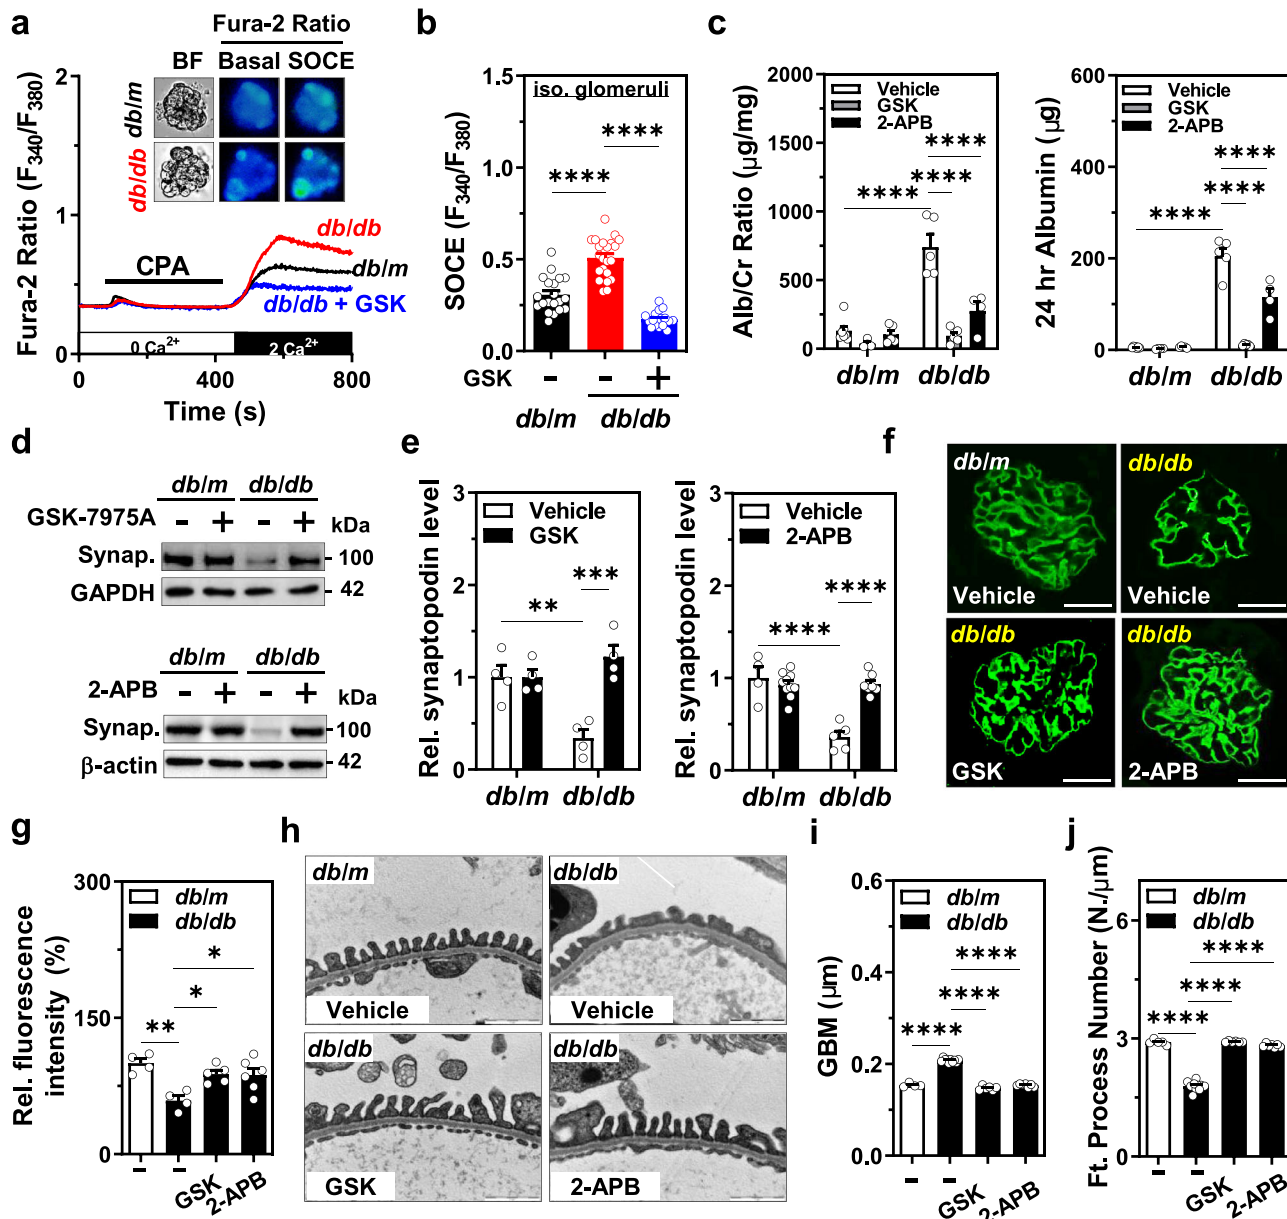 a
Fura-2 Ratio
BF Basal SOCE
db/m
db/db
Fura-2 Ratio (F340/F380)
2
1
0
CPA
db/db
db/m
db/db + GSK
0 Ca2+
2 Ca2+
0 400 800
Time (s)
b
iso. glomeruli
SOCE (F340/F380)
1.5
1.0
0.5
0.0
****
****
GSK - - +
db/m db/db
c
Alb/Cr Ratio (μg/mg)
2000
1500
1000
500
0
Vehicle
GSK
2-APB
****
****
****
db/m db/db
24 hr Albumin (μg)
600
400
200
0
Vehicle
GSK
2-APB
****
****
****
db/m db/db
d
db/m db/db
GSK-7975A - + - + kDa
Synap. - 100
GAPDH - 42
db/m db/db
2-APB - + - + kDa
Synap. - 100
β-actin - 42
e
Rel. synaptopodin level
3
2
1
0
Vehicle
GSK
***
**
db/m db/db
Rel. synaptopodin level
3
2
1
0
Vehicle
2-APB
****
****
db/m db/db
f
db/m
Vehicle
db/db
Vehicle
db/db
GSK
db/db
2-APB
g
Rel. fluorescence
intensity (%)
300
150
0
db/m
db/db
*
*
**
- - GSK 2-APB
h
db/m
Vehicle
db/db
Vehicle
db/db
GSK
db/db
2-APB
i
GBM (μm)
0.6
0.4
0.2
0.0
db/m
db/db
****
****
****
- - GSK 2-APB
j
Ft. Process Number (N./μm)
6
3
0
db/m
db/db
****
****
****
- - GSK 2-APB